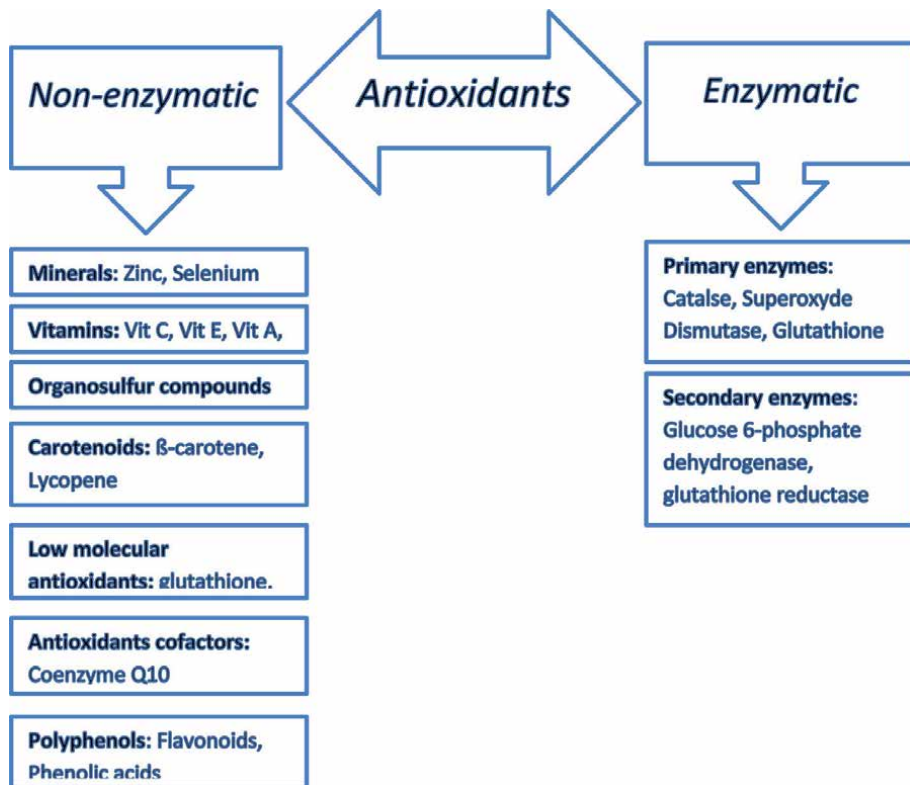 Non-enzymatic
Antioxidants
Enzymatic
Minerals: Zinc, Selenium
Vitamins: Vit C, Vit E, Vit A,
Organosulfur compounds
Carotenoids: ß-carotene,
Lycopene
Low molecular
antioxidants: glutathione.
Antioxidants cofactors:
Coenzyme Q10
Polyphenols: Flavonoids,
Phenolic acids
Primary enzymes:
Catalse, Superoxyde
Dismutase, Glutathione
Secondary enzymes:
Glucose 6-phosphate
dehydrogenase,
glutathione reductase